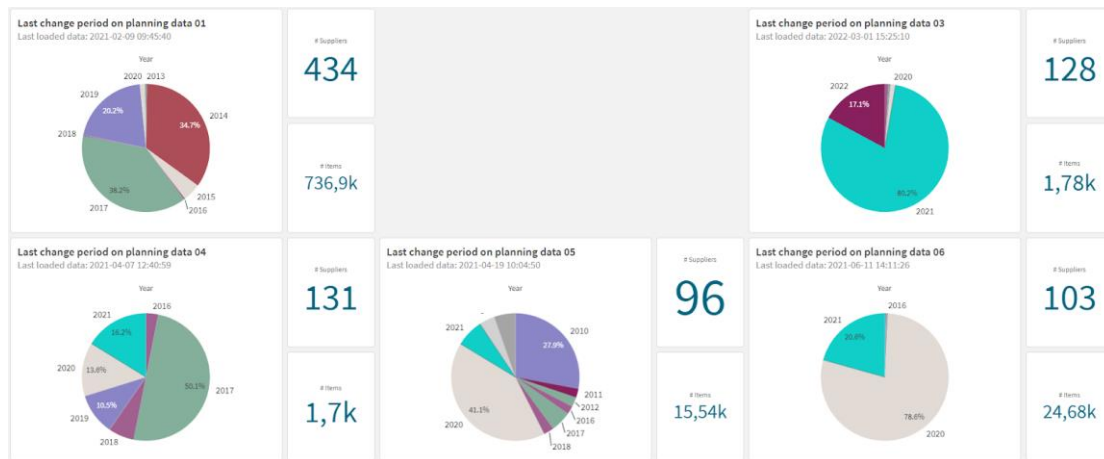 Last change period on planning data 01
Last loaded data: 2021-02-09 09:45:40
Year
2020
2013
2019
20.2%
34.7%
2014
2018
38.2%
2015
2017
2016
# Suppliers
434
# Items
736,9k
Last change period on planning data 03
Last loaded data: 2022-03-01 15:25:10
Year
2020
2022
17.1%
80.2%
2021
# Suppliers
128
# Items
1,78k
Last change period on planning data 04
Last loaded data: 2021-04-07 12:40:59
Year
2016
2021
16.2%
2020
13.6%
50.1%
2017
10.5%
2019
2018
# Suppliers
131
# Items
1,7k
Last change period on planning data 05
Last loaded data: 2021-04-19 10:04:50
Year
-
2021
2010
27.9%
2011
2012
41.1%
2016
2020
2017
2018
# Suppliers
96
# Items
15,54k
Last change period on planning data 06
Last loaded data: 2021-06-11 14:11:26
Year
2016
2021
20.8%
78.6%
2020
# Suppliers
103
# Items
24,68k